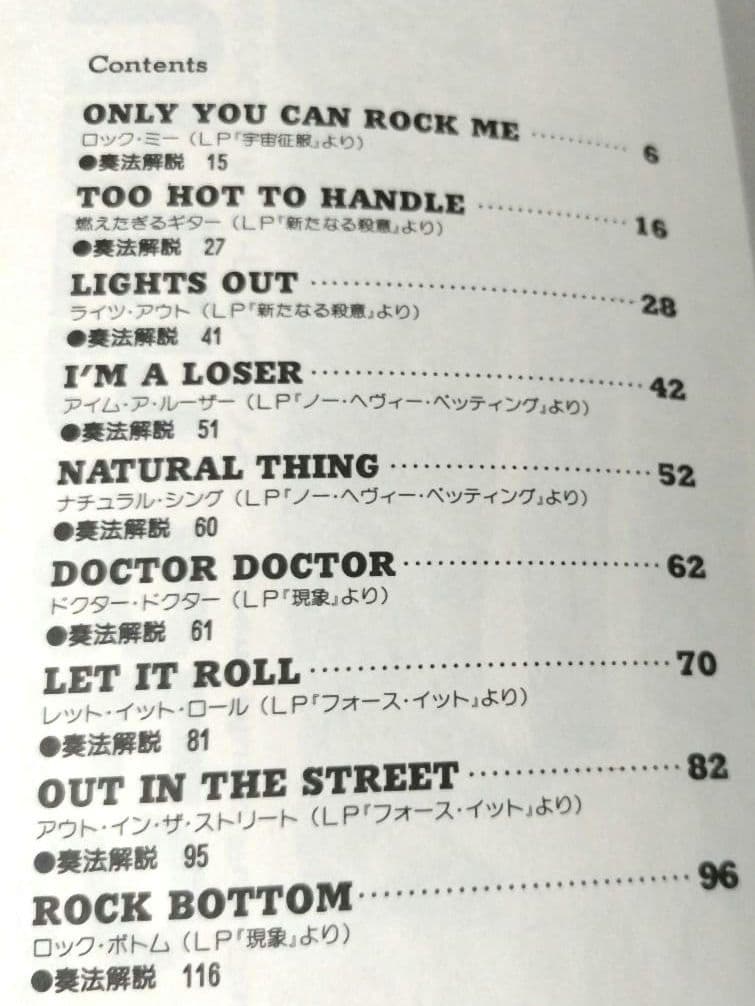 Contents
ONLY YOU CAN ROCK ME ………… 6
ロック・ミー（LP『宇宙征服』より）
●奏法解説 15
TOO HOT TO HANDLE ……………… 16
燃えたぎるギター（LP『新たなる殺意』より）
●奏法解説 27
LIGHTS OUT ……………………………… 28
ライツ・アウト（LP『新たなる殺意』より）
●奏法解説 41
I'M A LOSER ……………………………… 42
アイム・ア・ルーザー（LP『ノー・ヘヴィー・ペッティング』より）
●奏法解説 51
NATURAL THING ……………………… 52
ナチュラル・シング（LP『ノー・ヘヴィー・ペッティング』より）
●奏法解説 60
DOCTOR DOCTOR ……………………… 62
ドクター・ドクター（LP『現象』より）
●奏法解説 61
LET IT ROLL ……………………………… 70
レット・イット・ロール（LP『フォース・イット』より）
●奏法解説 81
OUT IN THE STREET ………………… 82
アウト・イン・ザ・ストリート（LP『フォース・イット』より）
●奏法解説 95
ROCK BOTTOM ………………………… 96
ロック・ボトム（LP『現象』より）
●奏法解説 116